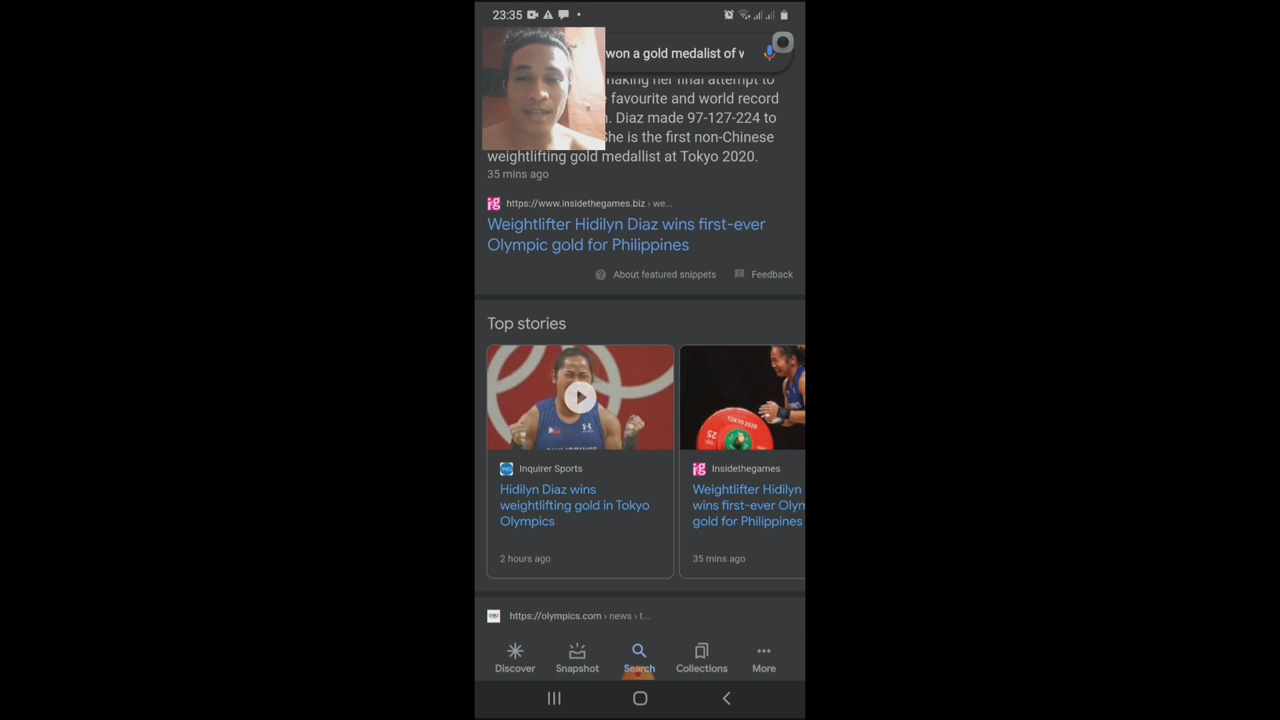 23:35
won a gold medalist of w
making her final attempt to
favourite and world record
Diaz made 97-127-224 to
She is the first non-Chinese
weightlifting gold medallist at Tokyo 2020.
35 mins ago
https://www.insidethegames.biz › we...
Weightlifter Hidilyn Diaz wins first-ever
Olympic gold for Philippines
About featured snippets Feedback
Top stories
TOKYO 2020
25
PHILIPPINES
Inquirer Sports
Hidilyn Diaz wins
weightlifting gold in Tokyo
Olympics
2 hours ago
Insidethegames
Weightlifter Hidilyn
wins first-ever Olym
gold for Philippines
35 mins ago
https://olympics.com › news › t...
Discover Snapshot Search Collections More